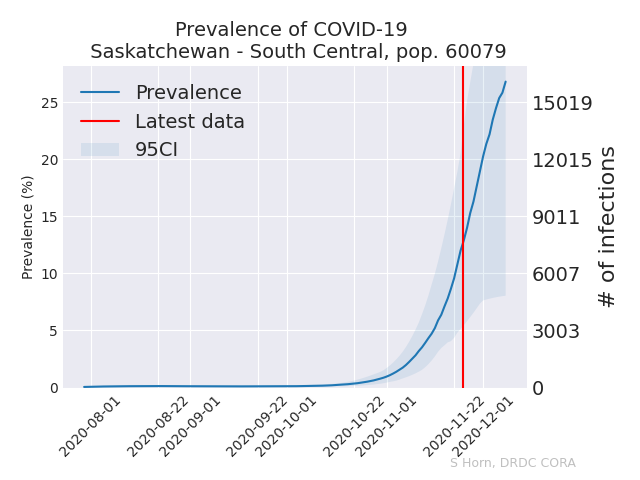 Prevalence of COVID-19
Saskatchewan - South Central, pop. 60079
Prevalence
Latest data
95CI
Prevalence (%)
25
20
15
10
5
0
15019
12015
9011
6007
3003
0
# of infections
2020-08-01
2020-08-22
2020-09-01
2020-09-22
2020-10-01
2020-10-22
2020-11-01
2020-11-22
2020-12-01
S Horn, DRDC CORA